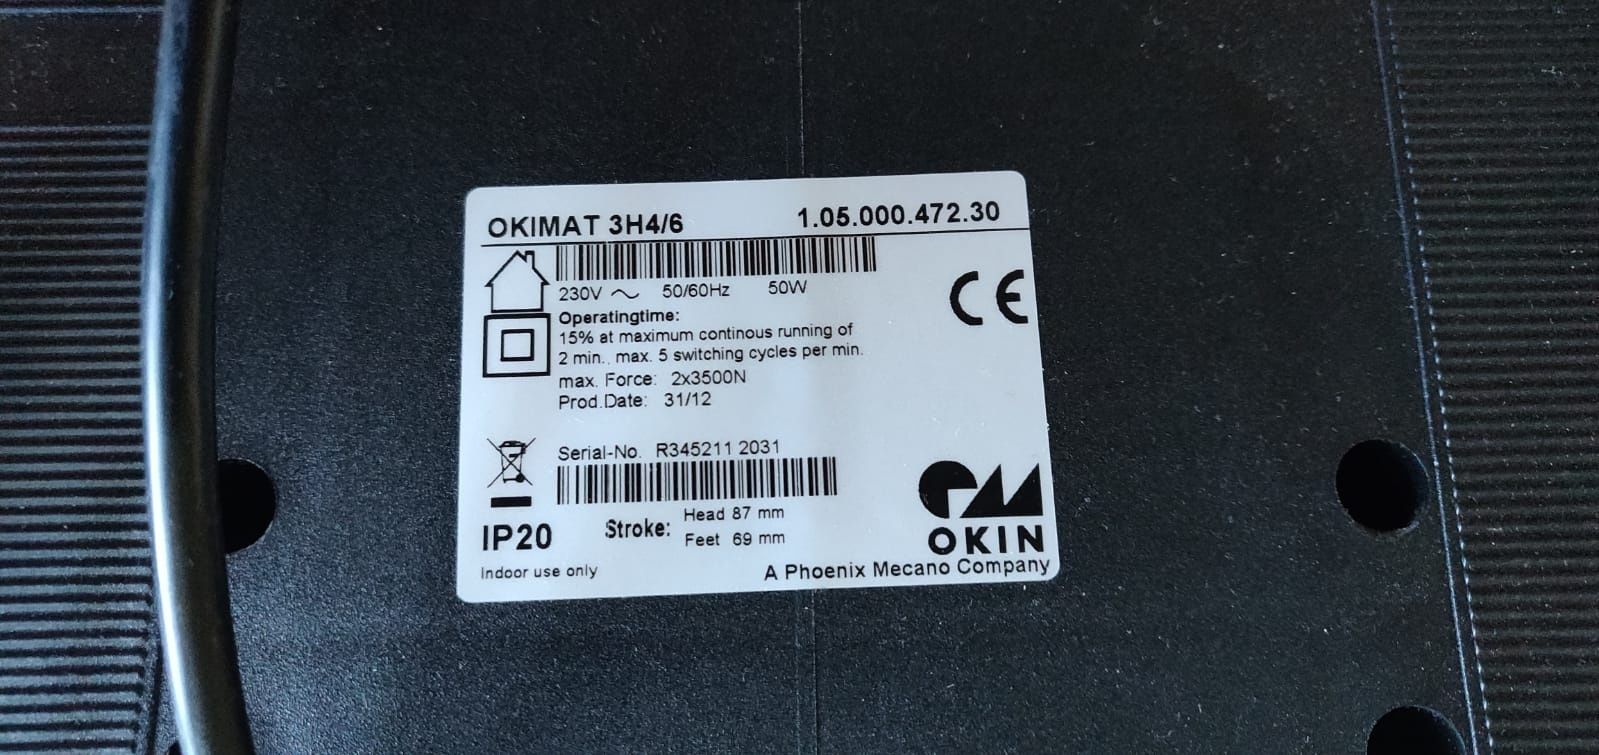 OKIMAT 3H4/6 1.05.000.472.30
230V ~ 50/60Hz 50W
CE
Operatingtime:
15% at maximum continous running of
2 min., max. 5 switching cycles per min.
max. Force: 2x3500N
Prod.Date: 31/12
Serial-No. R345211 2031
IP20
Stroke: Head 87 mm
Feet 69 mm
OKIN
Indoor use only
A Phoenix Mecano Company